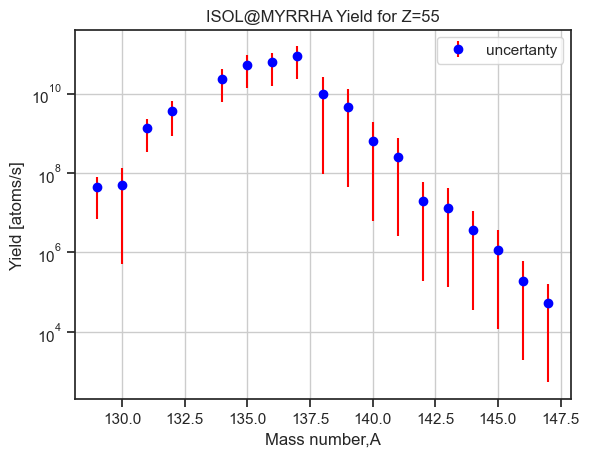 ISOL@MYRRHA Yield for Z=55
uncertanty
Yield [atoms/s]
10^10
10^8
10^6
10^4
130.0 132.5 135.0 137.5 140.0 142.5 145.0 147.5
Mass number,A